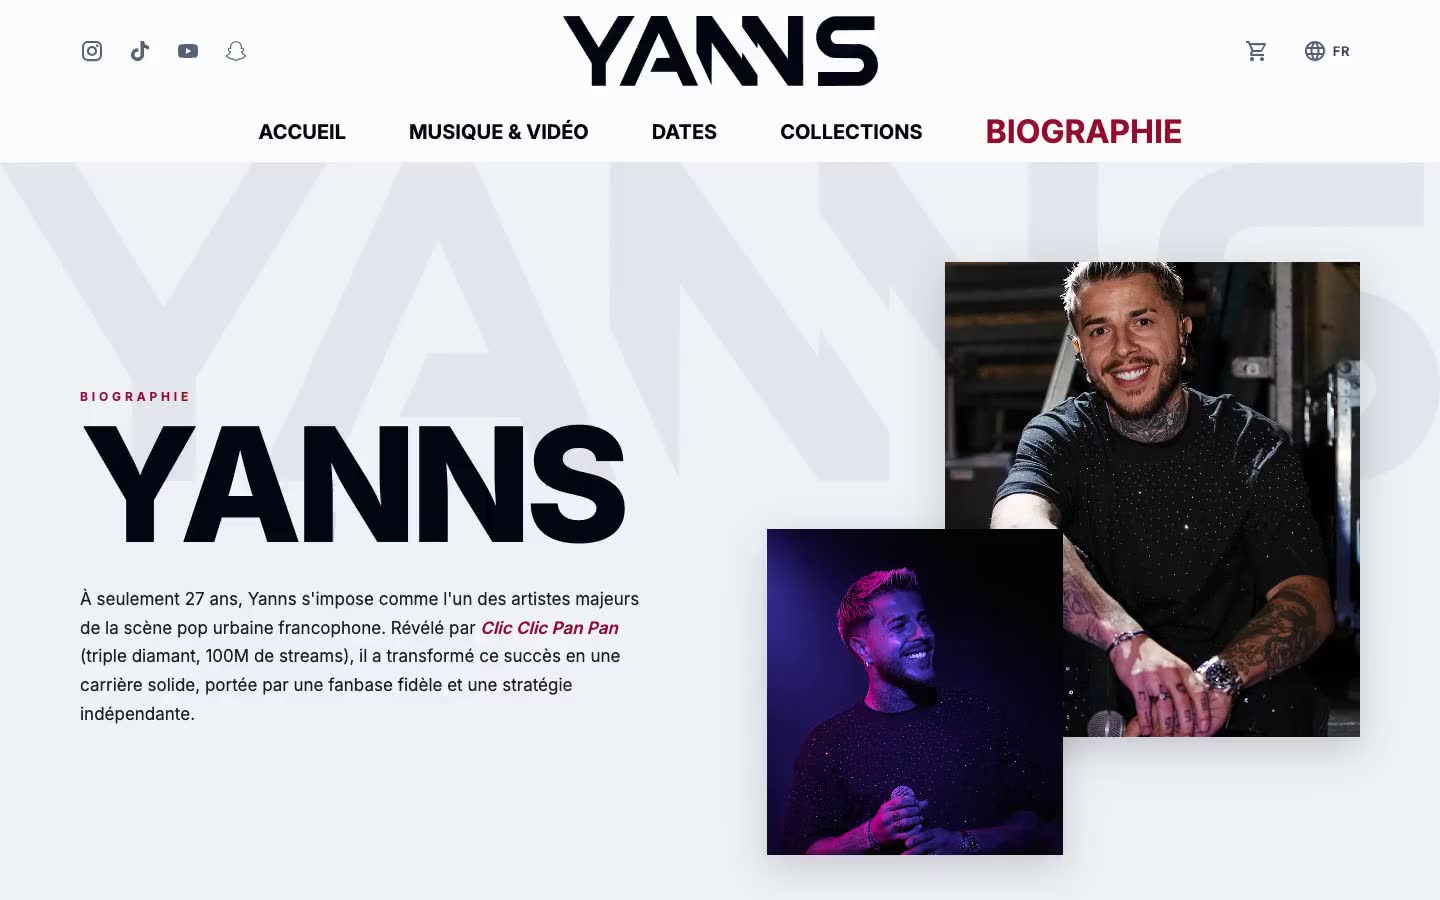 YANNS
FR
ACCUEIL MUSIQUE & VIDÉO DATES COLLECTIONS BIOGRAPHIE
YANNS
BIOGRAPHIE
YANNS
À seulement 27 ans, Yanns s'impose comme l'un des artistes majeurs
de la scène pop urbaine francophone. Révélé par Clic Clic Pan Pan
(triple diamant, 100M de streams), il a transformé ce succès en une
carrière solide, portée par une fanbase fidèle et une stratégie
indépendante.